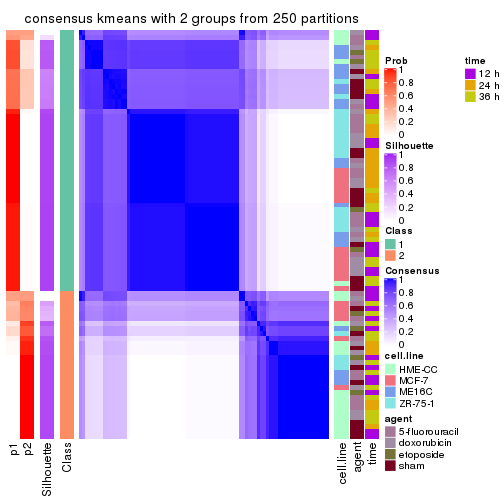 consensus kmeans with 2 groups from 250 partitions
Prob
1
0.8
0.6
0.4
0.2
0
Silhouette
1
0.8
0.6
0.4
0.2
0
Class
1
2
Consensus
1
0.8
0.6
0.4
0.2
0
cell.line
HME-CC
MCF-7
ME16C
ZR-75-1
agent
5-fluorouracil
doxorubicin
etoposide
sham
time
12 h
24 h
36 h
p1
p2
Silhouette
Class
cell.line
agent
time